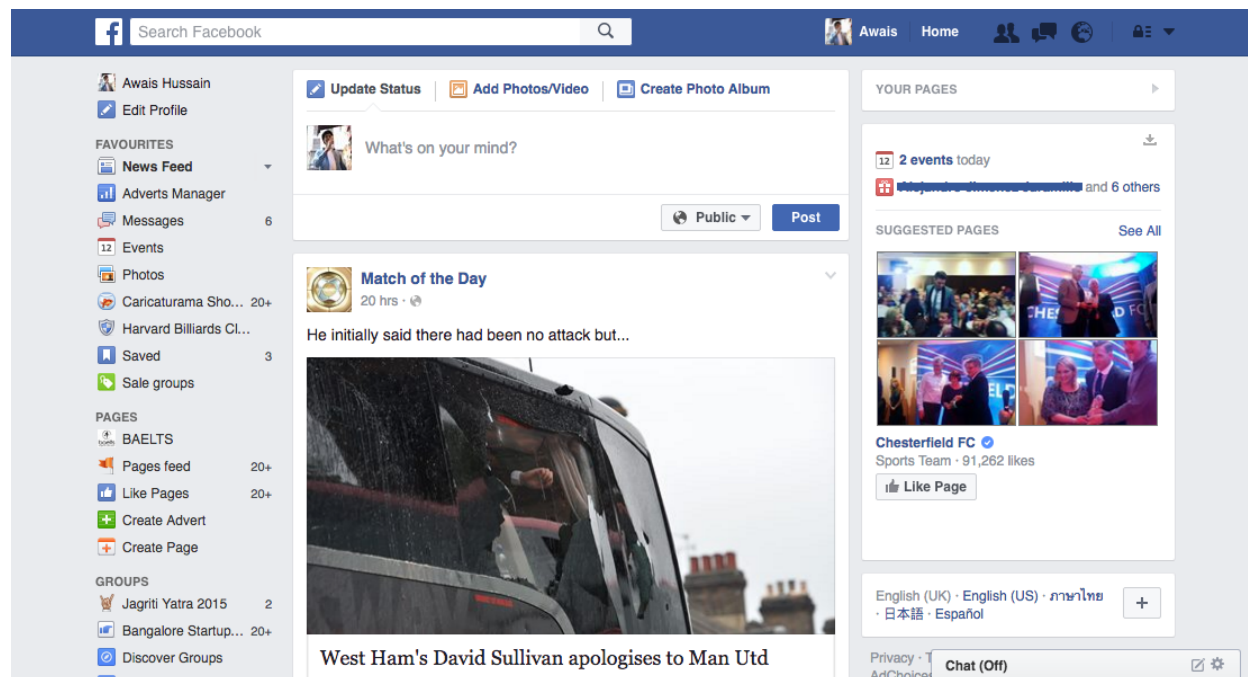 Search Facebook
Awais
Home
Awais Hussain
Edit Profile
FAVOURITES
News Feed
Adverts Manager
Messages 6
12 Events
Photos
Caricaturama Sho... 20+
Harvard Billiards Cl...
Saved 3
Sale groups
PAGES
BAELTS
Pages feed 20+
Like Pages 20+
Create Advert
Create Page
GROUPS
Jagriti Yatra 2015 2
Bangalore Startup... 20+
Discover Groups
Update Status
Add Photos/Video
Create Photo Album
What's on your mind?
Public
Post
Match of the Day
20 hrs ·
He initially said there had been no attack but...
West Ham's David Sullivan apologises to Man Utd
YOUR PAGES
12 2 events today
and 6 others
SUGGESTED PAGES
See All
Chesterfield FC
Sports Team · 91,262 likes
Like Page
English (UK) · English (US) · ภาษาไทย
· 日本語 · Español
+
Privacy ·
AdChoices
Chat (Off)